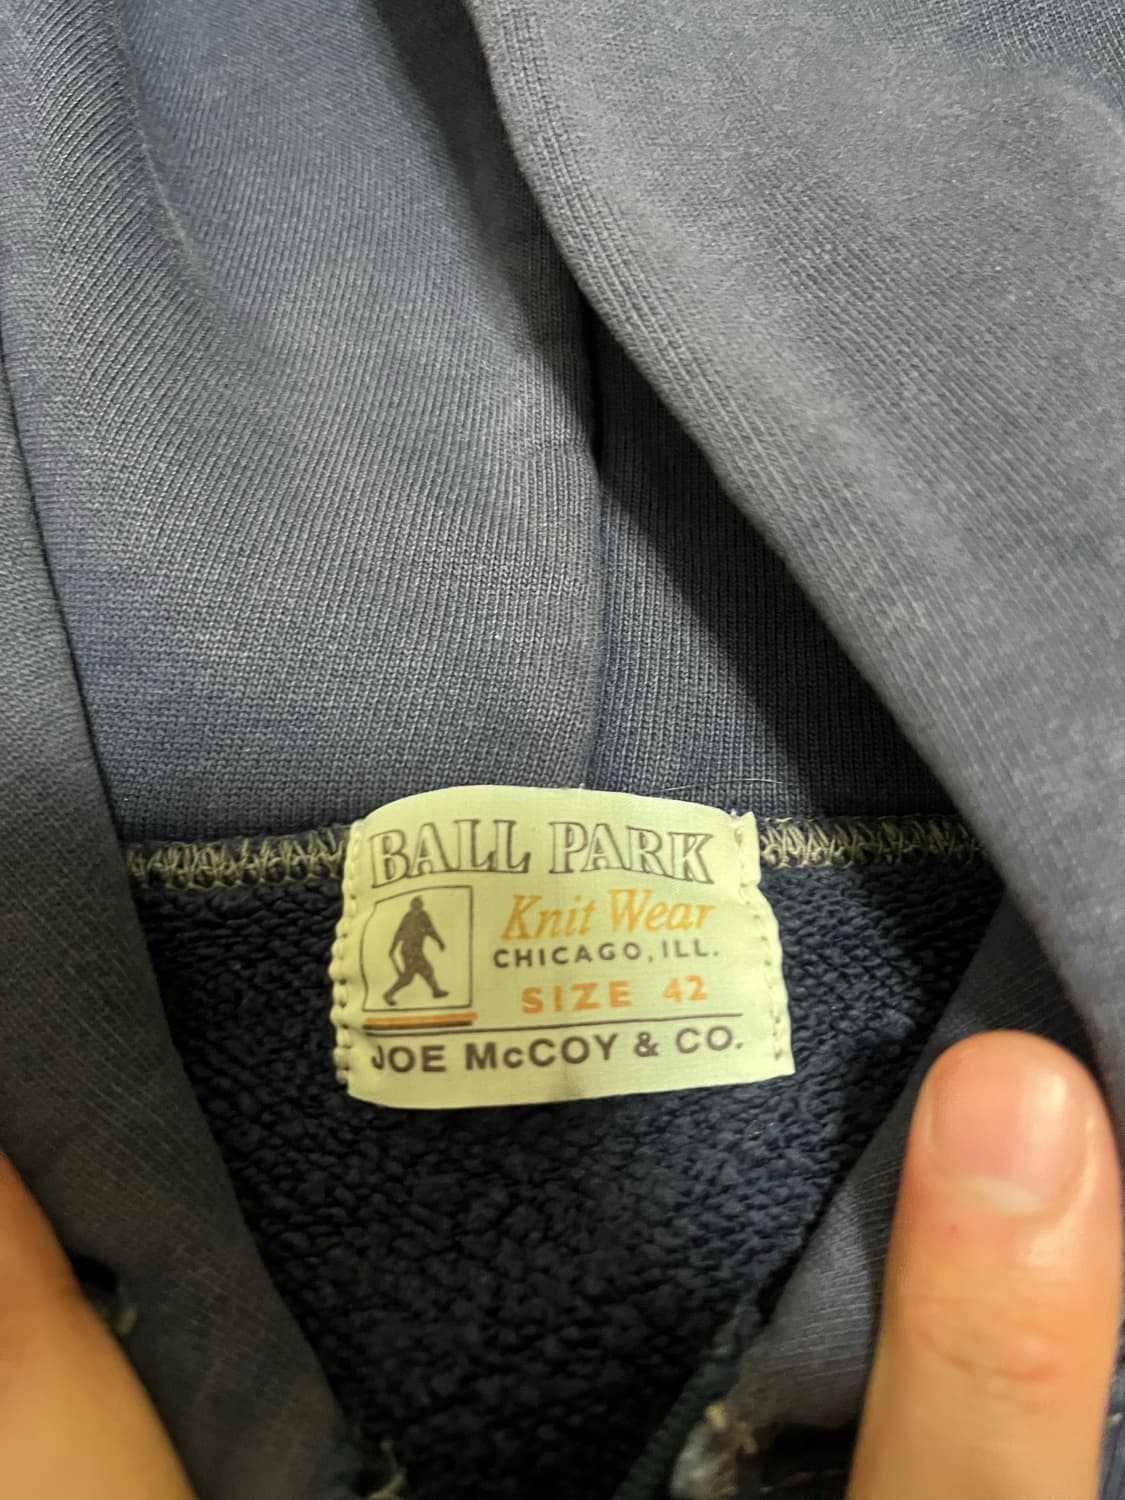 BALL PARK
Knit Wear
CHICAGO, ILL.
SIZE 42
JOE McCOY & CO.